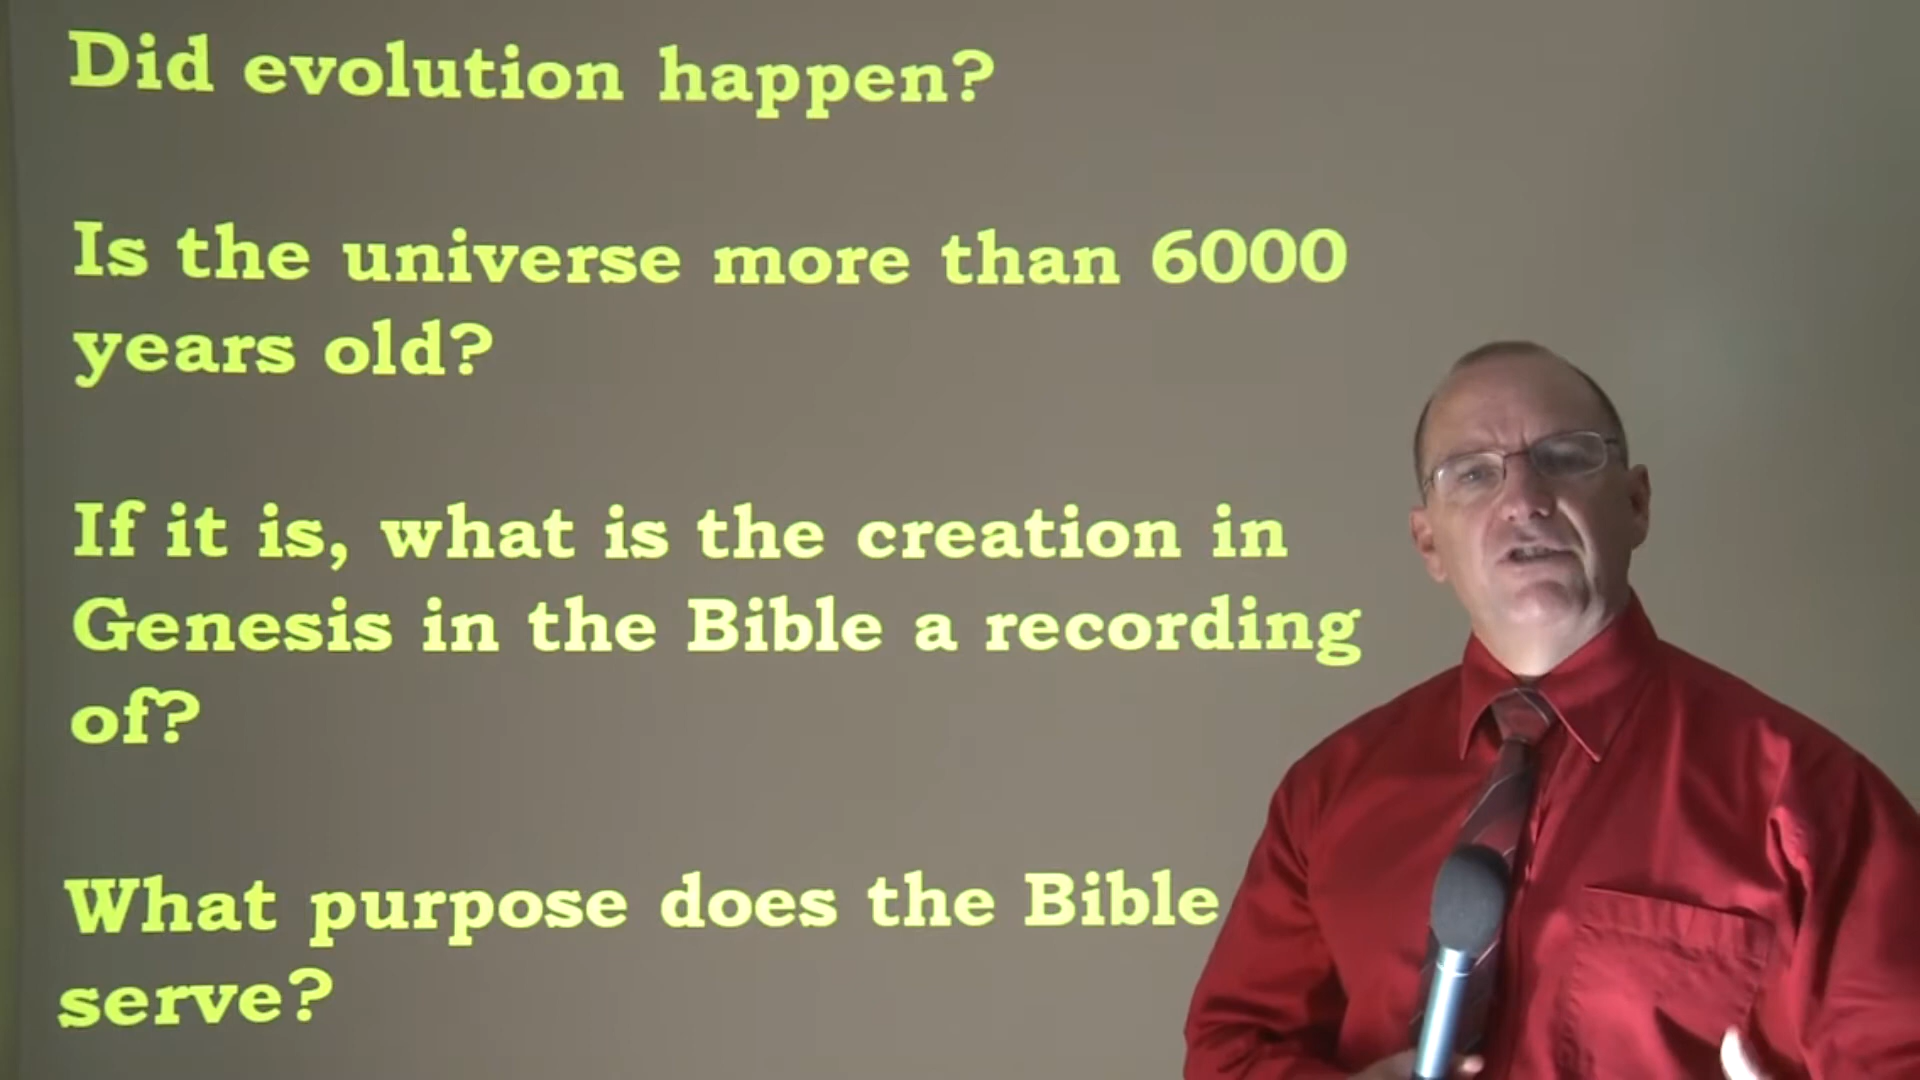 Did evolution happen?
Is the universe more than 6000
years old?
If it is, what is the creation in
Genesis in the Bible a recording
of?
What purpose does the Bible
serve?